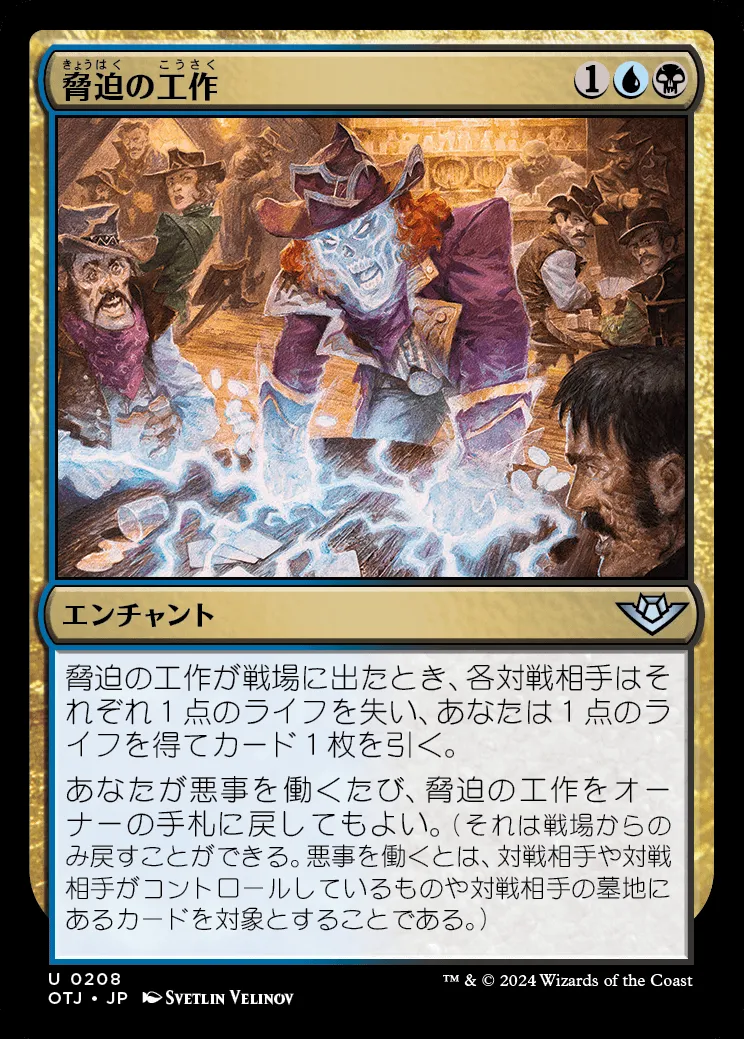 きょうはく こうさく
脅迫の工作
1
エンチャント
脅迫の工作が戦場に出たとき、各対戦相手はそ
れぞれ1点のライフを失い、あなたは1点のラ
イフを得てカード1枚を引く。
あなたが悪事を働くたび、脅迫の工作をオー
ナーの手札に戻してもよい。(それは戦場からの
み戻すことができる。悪事を働くとは、対戦相手や対戦
相手がコントロールしているものや対戦相手の墓地に
あるカードを対象とすることである。)
U 0208
OTJ • JP Svetlin Velinov
™ & © 2024 Wizards of the Coast